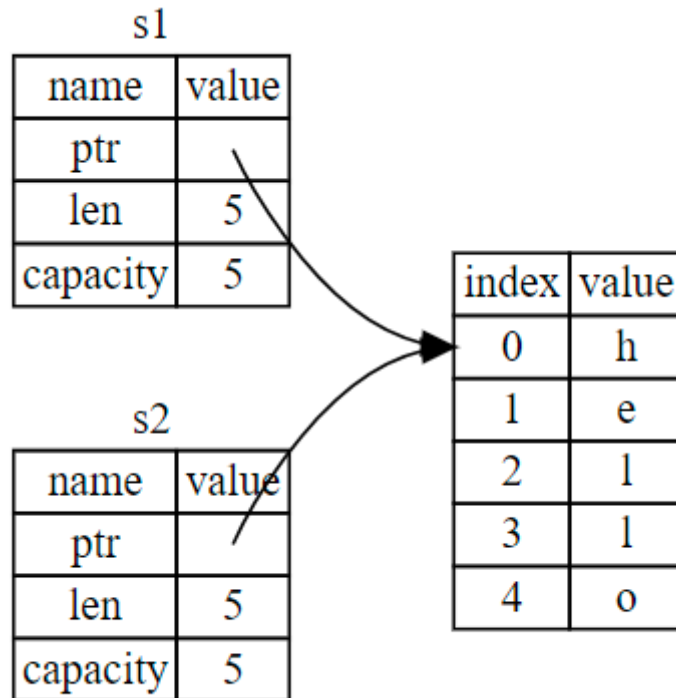 s1
name value
ptr
len 5
capacity 5
s2
name value
ptr
len 5
capacity 5
index value
0 h
1 e
2 l
3 l
4 o